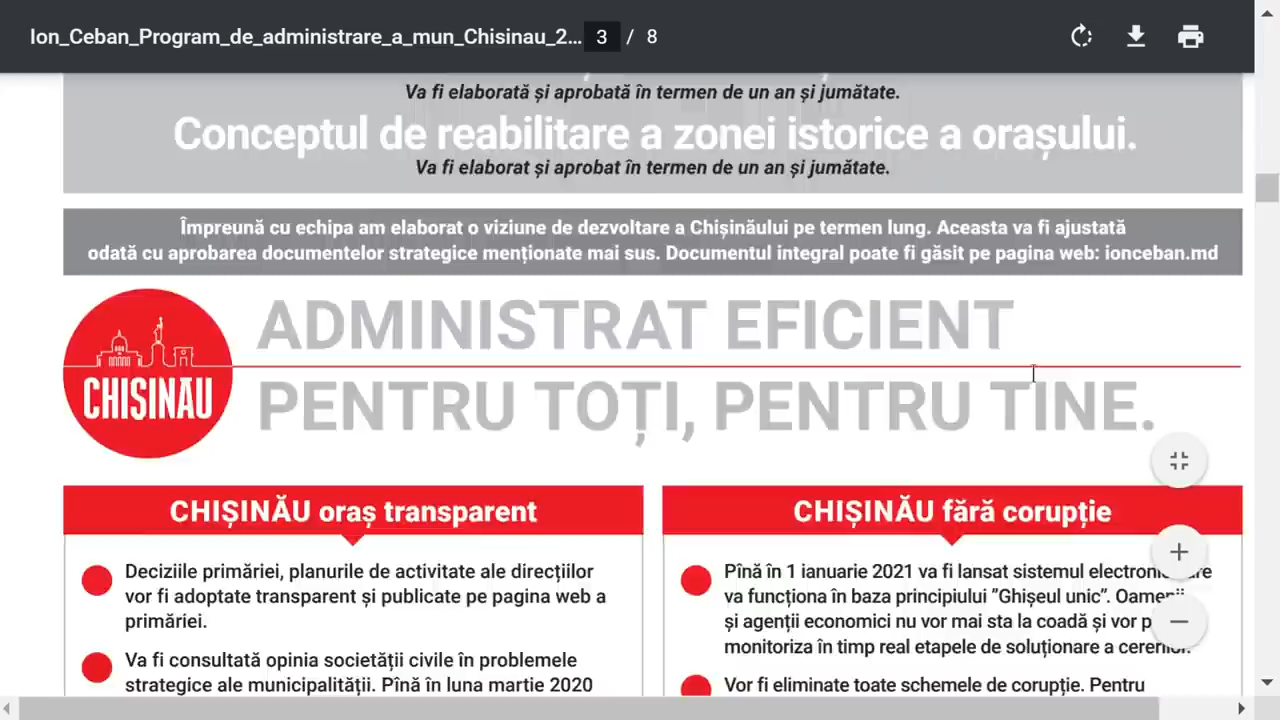 Ion_Ceban_Program_de_administrare_a_mun_Chisinau_2... 3 / 8
Va fi elaborată și aprobată în termen de un an și jumătate.
Conceptul de reabilitare a zonei istorice a orașului.
Va fi elaborat și aprobat în termen de un an și jumătate.
Împreună cu echipa am elaborat o viziune de dezvoltare a Chișinăului pe termen lung. Aceasta va fi ajustată
odată cu aprobarea documentelor strategice menționate mai sus. Documentul integral poate fi găsit pe pagina web: ionceban.md
CHIȘINĂU
ADMINISTRAT EFICIENT
PENTRU TOȚI, PENTRU TINE.
CHIȘINĂU oraș transparent
Deciziile primăriei, planurile de activitate ale direcțiilor
vor fi adoptate transparent și publicate pe pagina web a
primăriei.
Va fi consultată opinia societății civile în problemele
strategice ale municipalității. Pînă în luna martie 2020
CHIȘINĂU fără corupție
Pînă în 1 ianuarie 2021 va fi lansat sistemul electronic care
va funcționa în baza principiului ”Ghișeul unic”. Oamenii
și agenții economici nu vor mai sta la coadă și vor
monitoriza în timp real etapele de soluționare a cererilor.
Vor fi eliminate toate schemele de corupție. Pentru